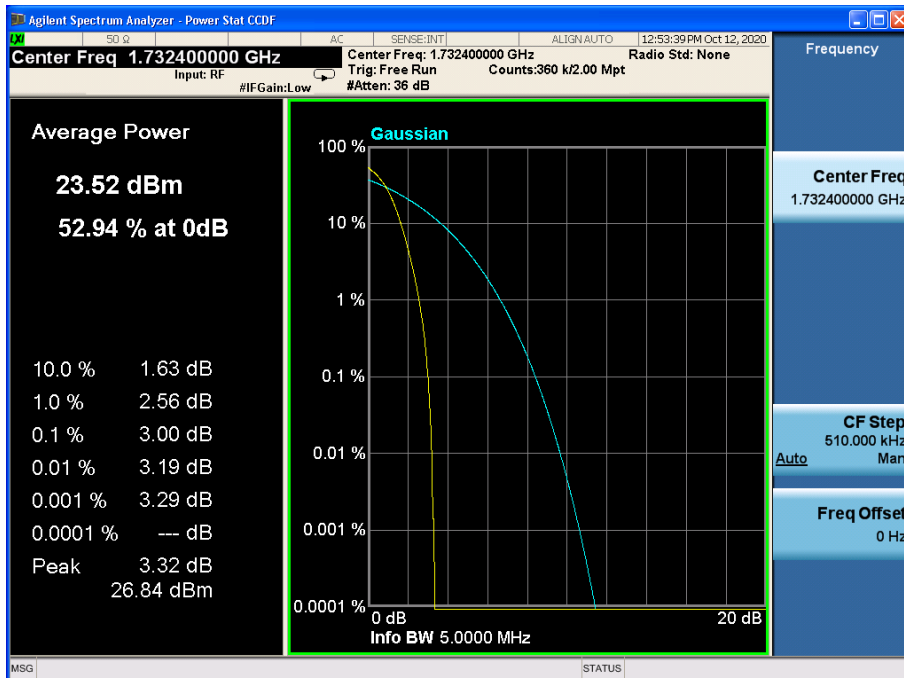 Agilent Spectrum Analyzer - Power Stat CCDF
LXI 50 Ω AC SENSE:INT ALIGN AUTO 12:53:39 PM Oct 12, 2020
Center Freq 1.732400000 GHz
Input: RF
#IFGain:Low
Center Freq: 1.732400000 GHz
Trig: Free Run
#Atten: 36 dB
Counts:360 k/2.00 Mpt
Radio Std: None
Average Power
23.52 dBm
52.94 % at 0dB
10.0 % 1.63 dB
1.0 % 2.56 dB
0.1 % 3.00 dB
0.01 % 3.19 dB
0.001 % 3.29 dB
0.0001 % --- dB
Peak 3.32 dB
26.84 dBm
Gaussian
100 %
10 %
1 %
0.1 %
0.01 %
0.001 %
0.0001 %
0 dB 20 dB
Info BW 5.0000 MHz
Frequency
Center Freq
1.732400000 GHz
CF Step
510.000 kHz
Auto Man
Freq Offset
0 Hz
MSG STATUS